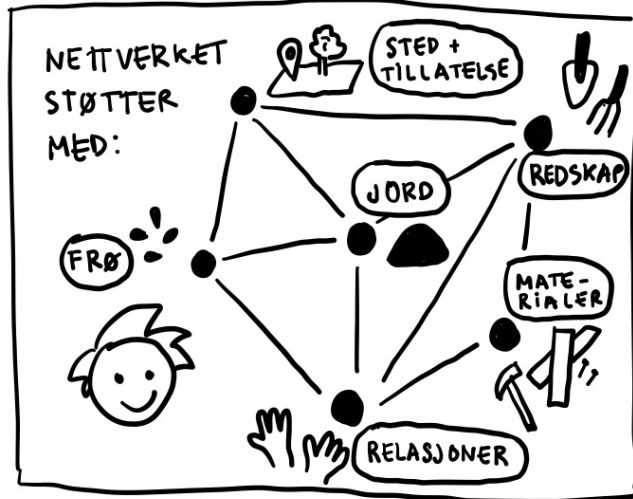 NETTVERKET
STØTTER
MED:
STED +
TILLATELSE
REDSKAP
JORD
FRØ
MATE-
RiALER
RELASJONER